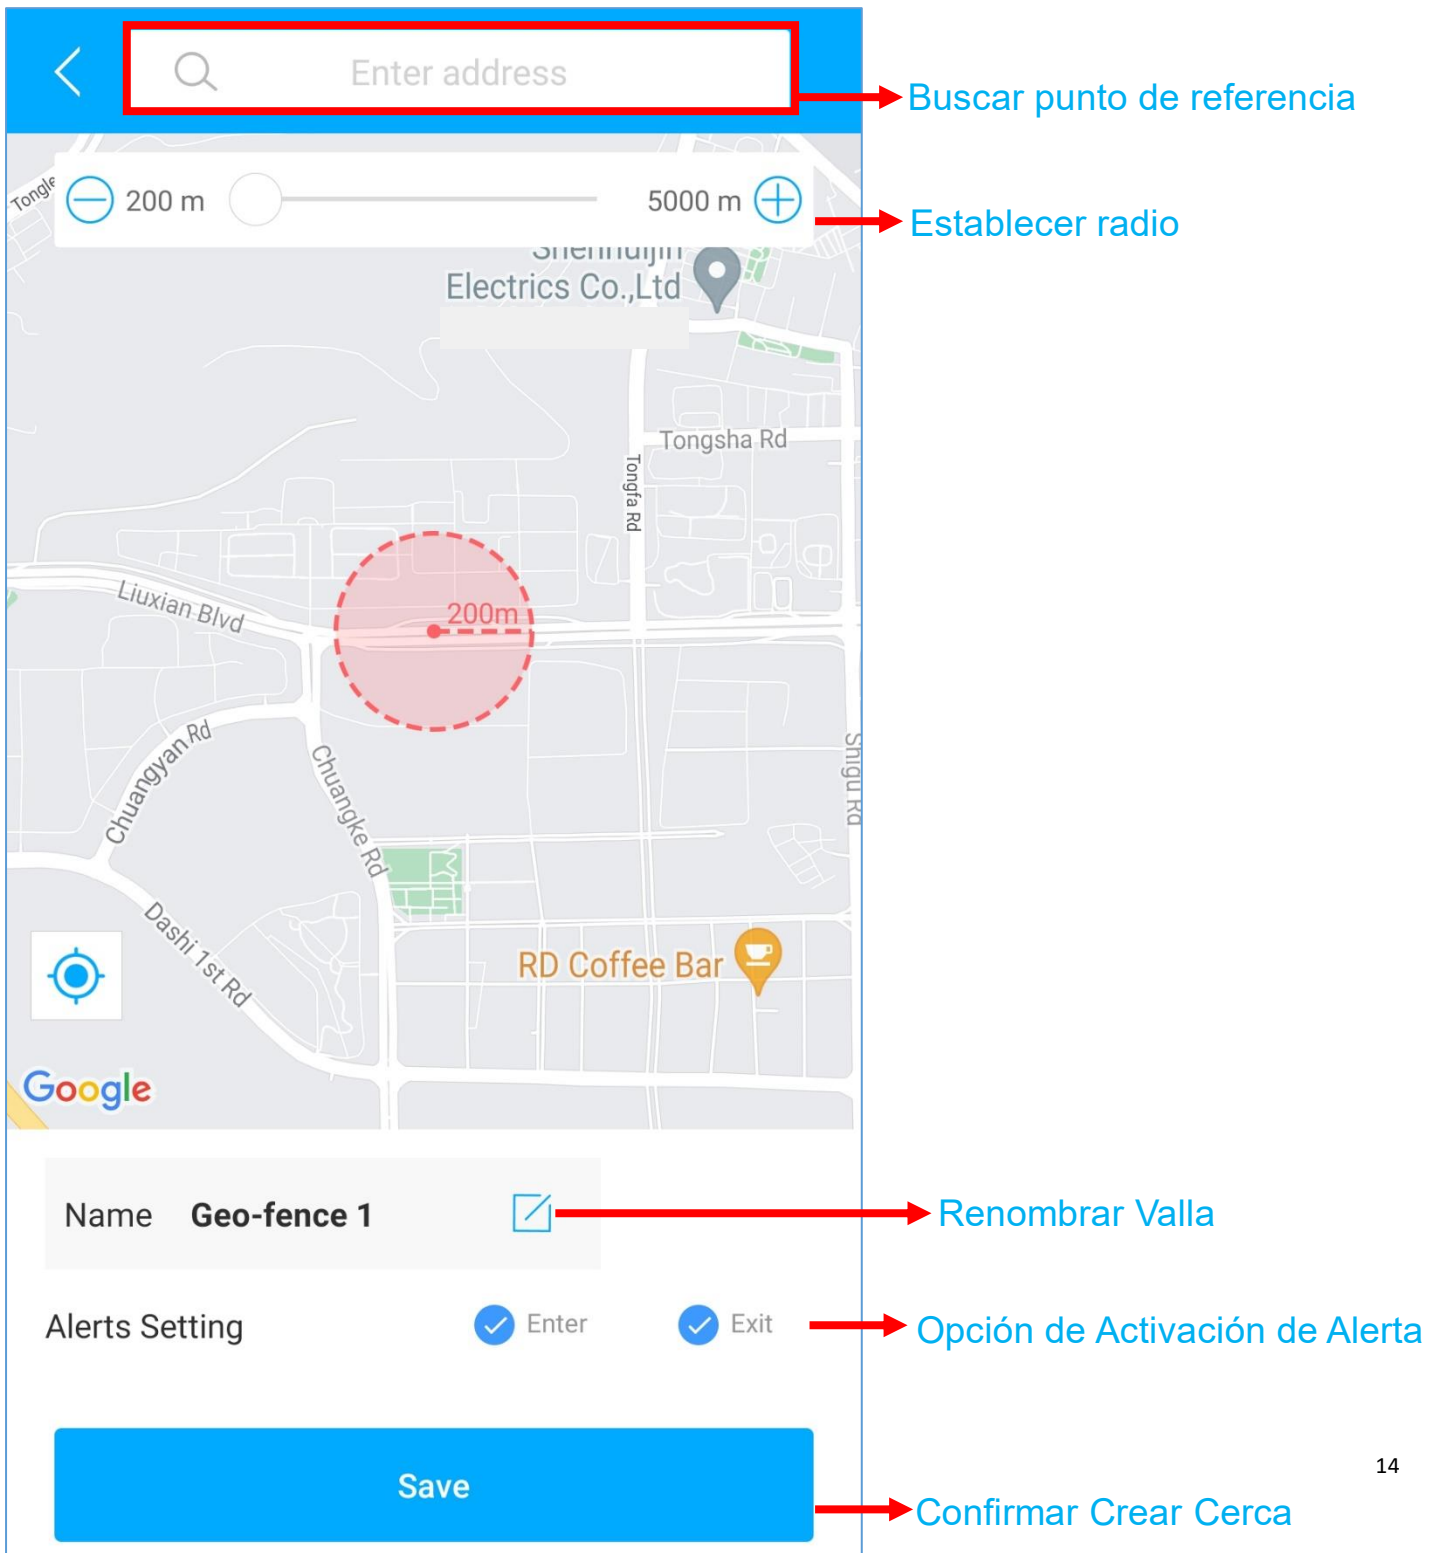 Enter address
Buscar punto de referencia
200 m
5000 m
Establecer radio
Shenhuijin
Electrics Co.,Ltd
Tongsha Rd
Tongfa Rd
Liuxian Blvd
200m
Chuangyan Rd
Chuangke Rd
Shigu Rd
Dashi 1st Rd
RD Coffee Bar
Google
Name Geo-fence 1
Renombrar Valla
Alerts Setting
Enter
Exit
Opción de Activación de Alerta
14
Save
Confirmar Crear Cerca